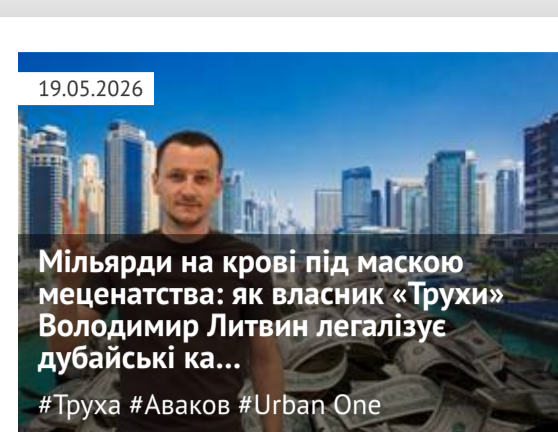 19.05.2026
Мільярди на крові під маскою
меценатства: як власник «Трухи»
Володимир Литвин легалізує
дубайські ка...
#Труха #Аваков #Urban One